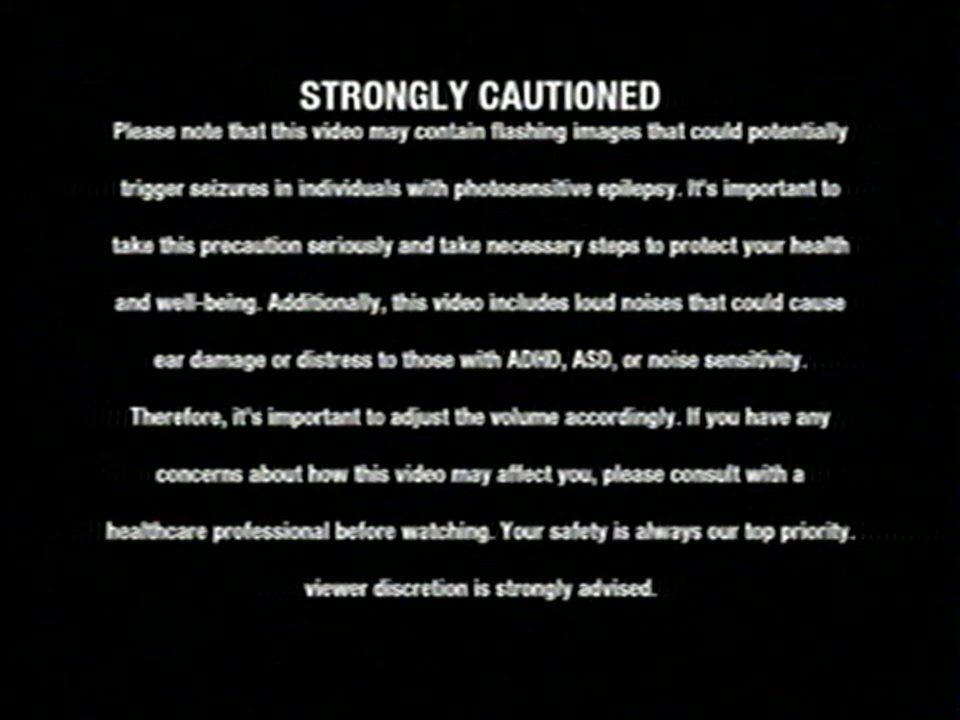 STRONGLY CAUTIONED
Please note that this video may contain flashing images that could potentially
trigger seizures in individuals with photosensitive epilepsy. It's important to
take this precaution seriously and take necessary steps to protect your health
and well-being. Additionally, this video includes loud noises that could cause
ear damage or distress to those with ADHD, ASD, or noise sensitivity.
Therefore, it's important to adjust the volume accordingly. If you have any
concerns about how this video may affect you, please consult with a
healthcare professional before watching. Your safety is always our top priority.
viewer discretion is strongly advised.